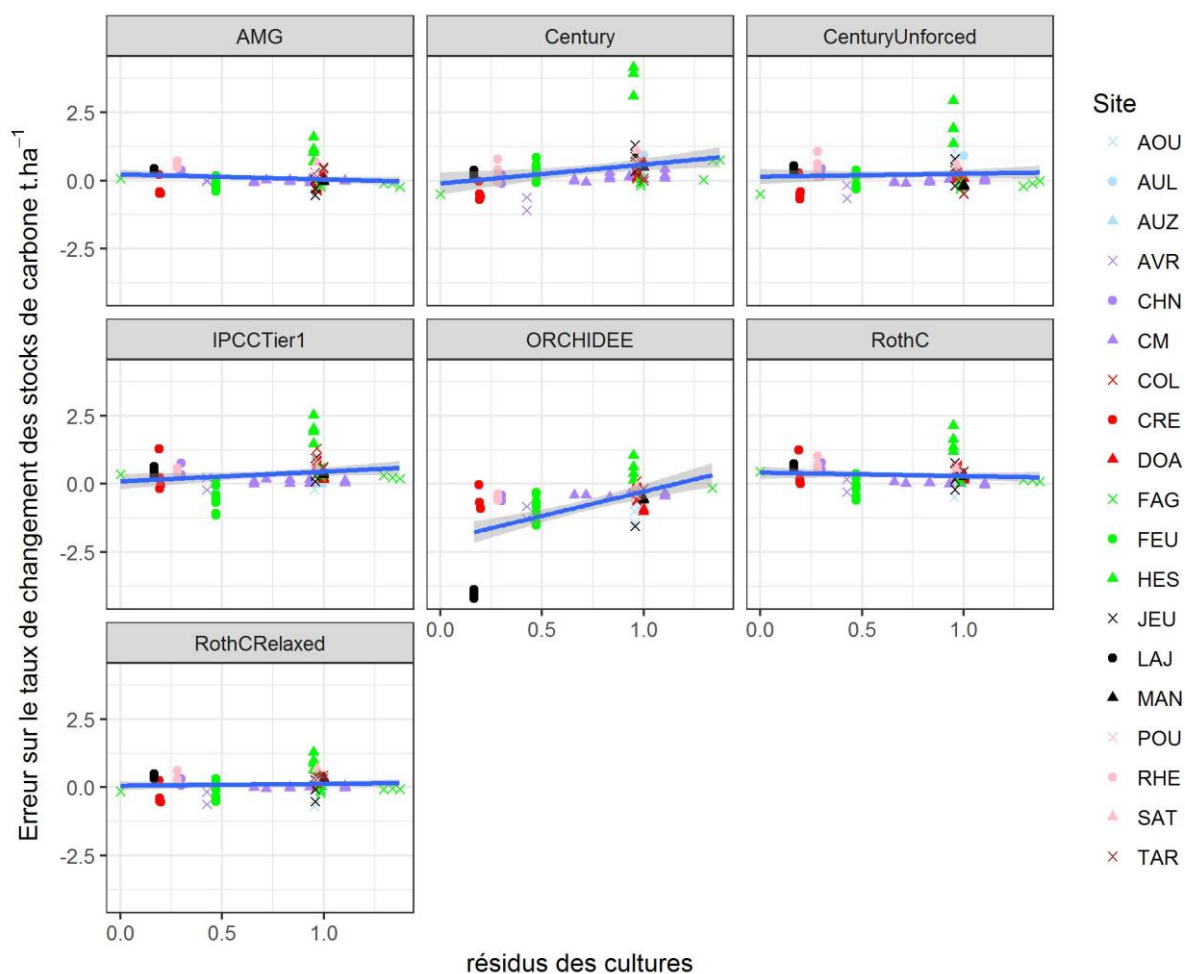 AMG
Century
CenturyUnforced
2.5
0.0
-2.5
IPCCTier1
ORCHIDEE
RothC
2.5
0.0
-2.5
0.0 0.5 1.0
0.0 0.5 1.0
RothCRelaxed
2.5
0.0
-2.5
0.0 0.5 1.0
résidus des cultures
Erreur sur le taux de changement des stocks de carbone t.ha⁻¹
Site
AOU
AUL
AUZ
AVR
CHN
CM
COL
CRE
DOA
FAG
FEU
HES
JEU
LAJ
MAN
POU
RHE
SAT
TAR